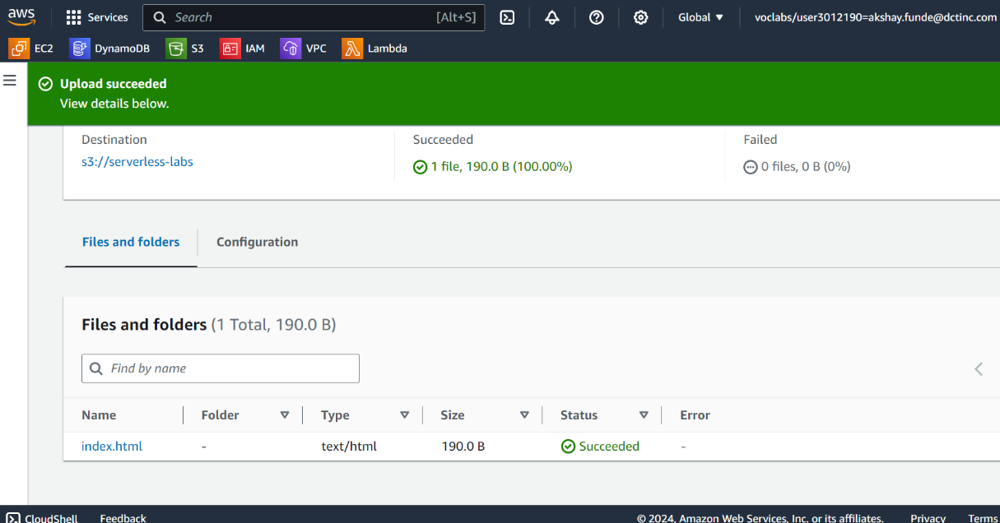 aws Services Search [Alt+S] Global voclabs/user3012190=akshay.funde@dctinc.com
EC2 DynamoDB S3 IAM VPC Lambda
Upload succeeded
View details below.
Destination Succeeded Failed
s3://serverless-labs 1 file, 190.0 B (100.00%) 0 files, 0 B (0%)
Files and folders Configuration
Files and folders (1 Total, 190.0 B)
Find by name
Name Folder Type Size Status Error
index.html - text/html 190.0 B Succeeded -
CloudShell Feedback © 2024, Amazon Web Services, Inc. or its affiliates. Privacy Terms